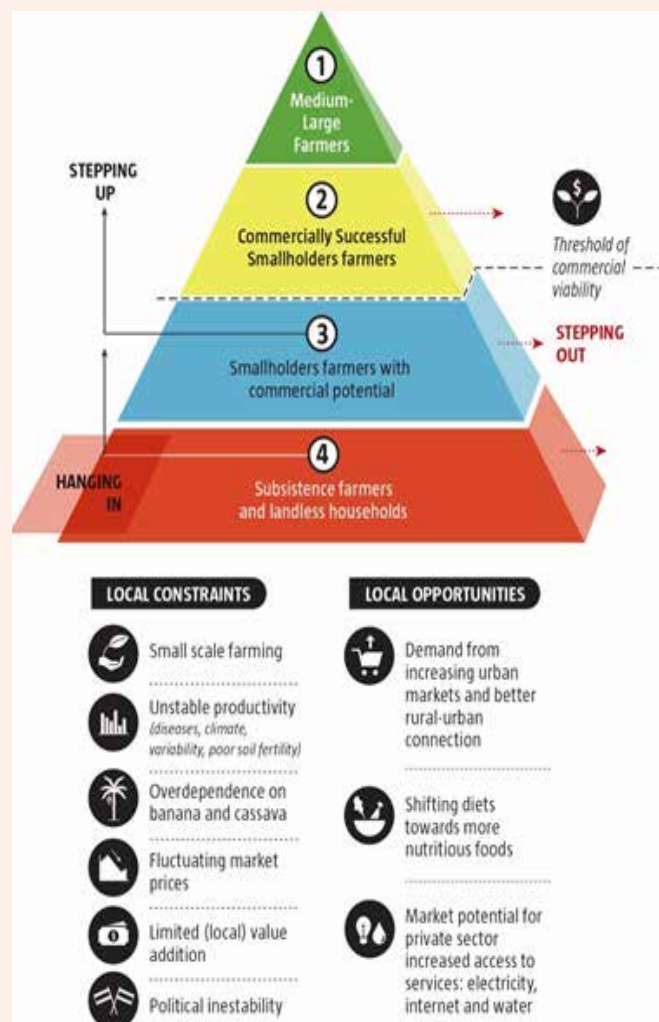 1
Medium-
Large
Farmers
STEPPING
UP
2
Commercially Successful
Smallholders farmers
$
Threshold of
commercial
viability
3
Smallholders farmers with
commercial potential
STEPPING
OUT
4
Subsistence farmers
and landless households
HANGING
IN
LOCAL CONSTRAINTS
Small scale farming
Unstable productivity
(diseases, climate,
variability, poor soil fertility)
Overdependence on
banana and cassava
Fluctuating market
prices
Limited (local) value
addition
Political inestability
LOCAL OPPORTUNITIES
Demand from
increasing urban
markets and better
rural-urban
connection
Shifting diets
towards more
nutritious foods
Market potential for
private sector
increased access to
services: electricity,
internet and water